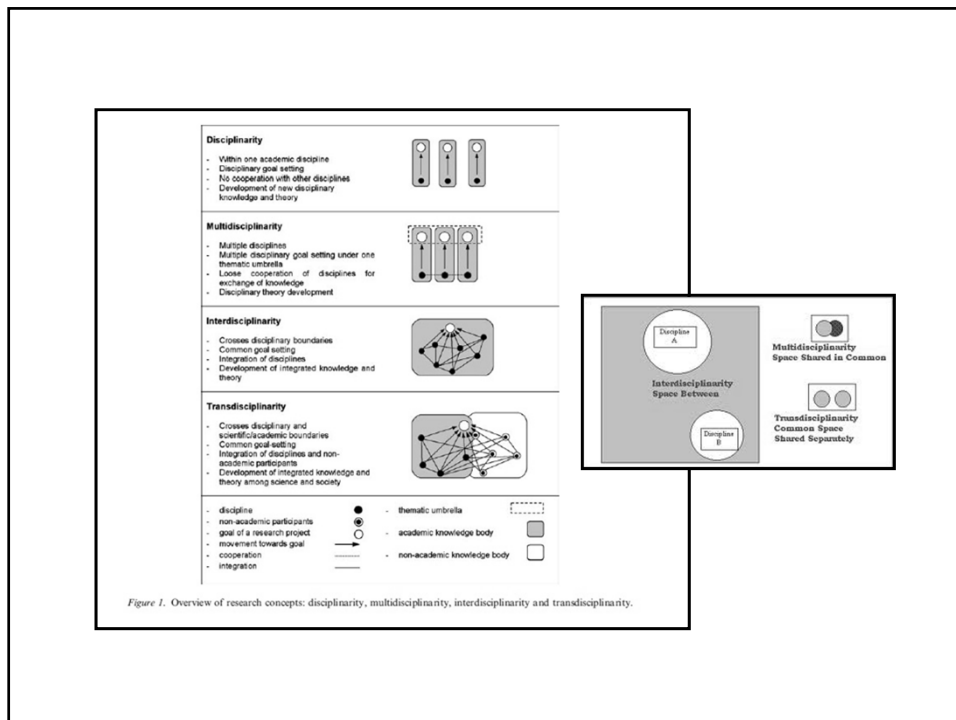 Disciplinarity
- Within one academic discipline
- Disciplinary goal setting
- No cooperation with other disciplines
- Development of new disciplinary
knowledge and theory
Multidisciplinarity
- Multiple disciplines
- Multiple disciplinary goal setting under one
thematic umbrella
- Loose cooperation of disciplines for
exchange of knowledge
- Disciplinary theory development
Interdisciplinarity
- Crosses disciplinary boundaries
- Common goal setting
- Integration of disciplines
- Development of integrated knowledge and
theory
Transdisciplinarity
- Crosses disciplinary and
scientific/academic boundaries
- Common goal-setting
- Integration of disciplines and non-
academic participants
- Development of integrated knowledge and
theory among science and society
- discipline
- non-academic participants
- goal of a research project
- movement towards goal
- cooperation
- integration
- thematic umbrella
- academic knowledge body
- non-academic knowledge body
Figure 1. Overview of research concepts: disciplinarity, multidisciplinarity, interdisciplinarity and transdisciplinarity.
Discipline
A
Interdisciplinarity
Space Between
Discipline
B
Multidisciplinarity
Space Shared in Common
Transdisciplinarity
Common Space
Shared Separately